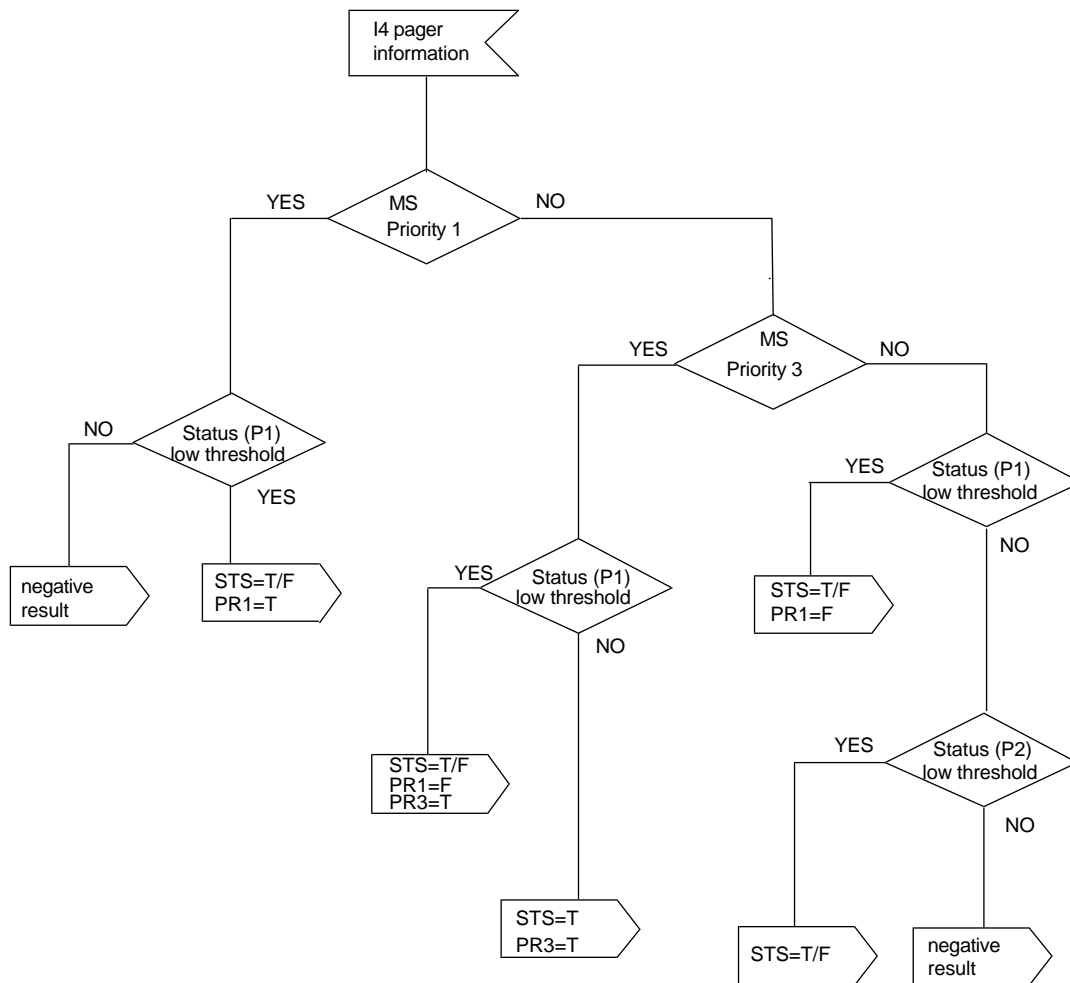 I4 pager
information
YES
MS
Priority 1
NO
YES
MS
Priority 3
NO
NO
Status (P1)
low threshold
YES
YES
Status (P1)
low threshold
NO
YES
Status (P1)
low threshold
NO
negative
result
STS=T/F
PR1=T
STS=T/F
PR1=F
YES
Status (P2)
low threshold
NO
STS=T/F
PR1=F
PR3=T
STS=T
PR3=T
STS=T/F
negative
result